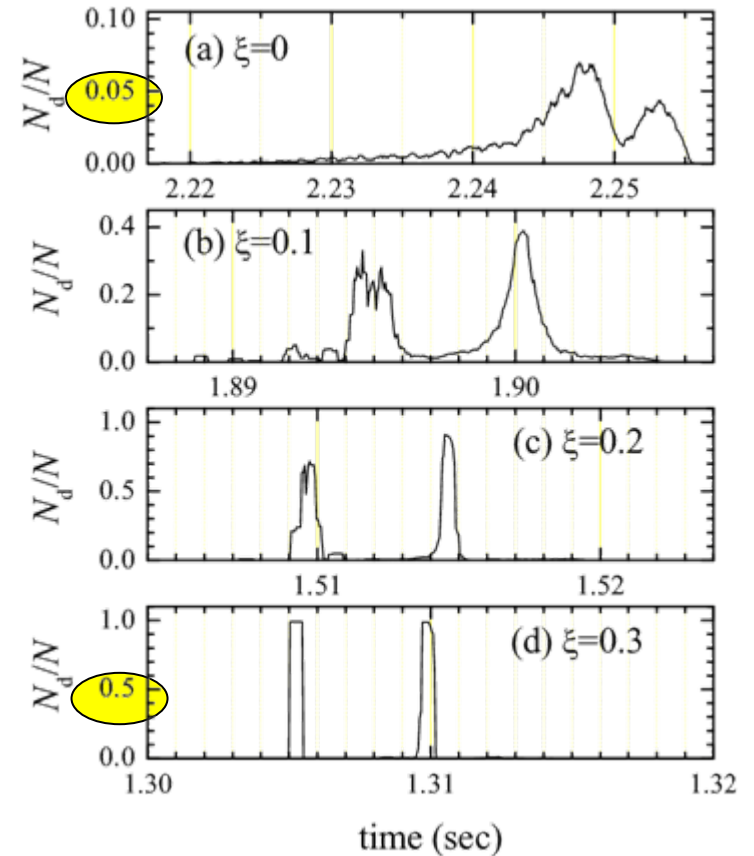 0.10
(a) ξ=0
N_d/N
0.05
0.00
2.22 2.23 2.24 2.25
0.4
(b) ξ=0.1
N_d/N
0.2
0.0
1.89 1.90
1.0
(c) ξ=0.2
N_d/N
0.5
0.0
1.51 1.52
1.0
(d) ξ=0.3
N_d/N
0.5
0.0
1.30 1.31 1.32
time (sec)